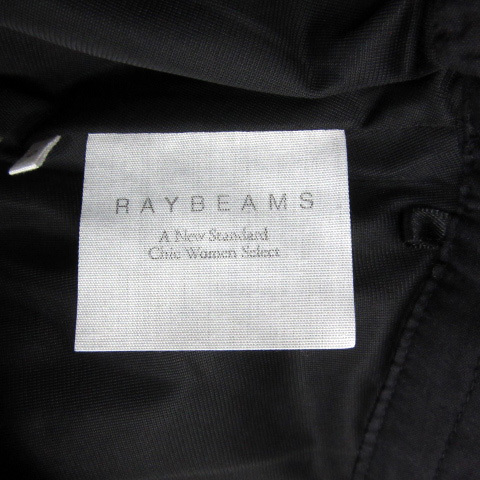 RAYBEAMS
A New Standard
Chic Women Select